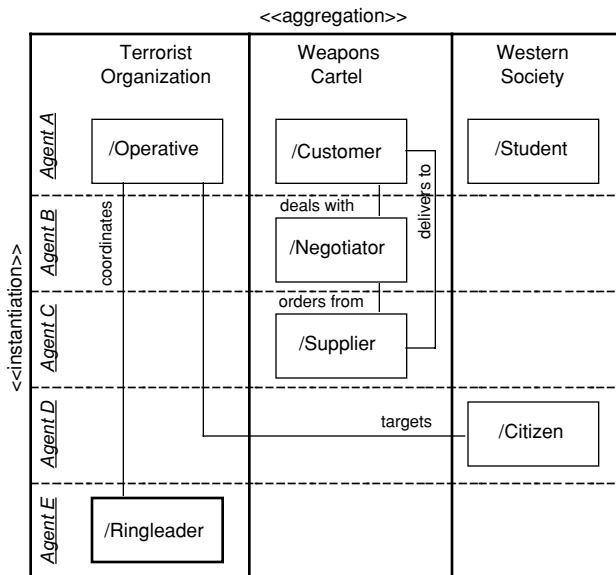 <<aggregation>>
Terrorist
Organization
Weapons
Cartel
Western
Society
<<instantiation>>
Agent A
/Operative
/Customer
/Student
coordinates
deals with
delivers to
Agent B
/Negotiator
orders from
Agent C
/Supplier
Agent D
targets
/Citizen
Agent E
/Ringleader